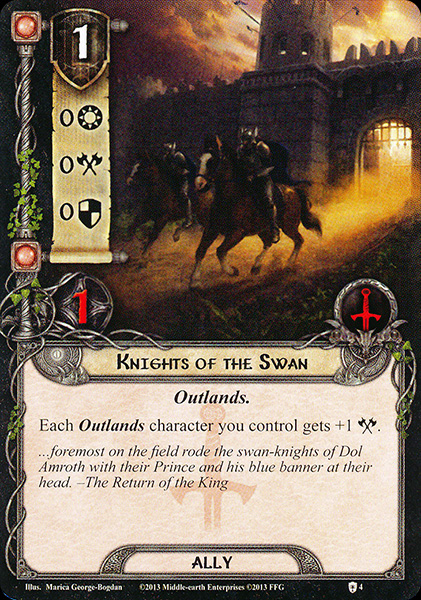 1
0
0
0
1
KNIGHTS OF THE SWAN
Outlands.
Each Outlands character you control gets +1 .
...foremost on the field rode the swan-knights of Dol
Amroth with their Prince and his blue banner at their
head. –The Return of the King
ALLY
Illus. Marica George-Bogdan ©2013 Middle-earth Enterprises ©2013 FFG 4